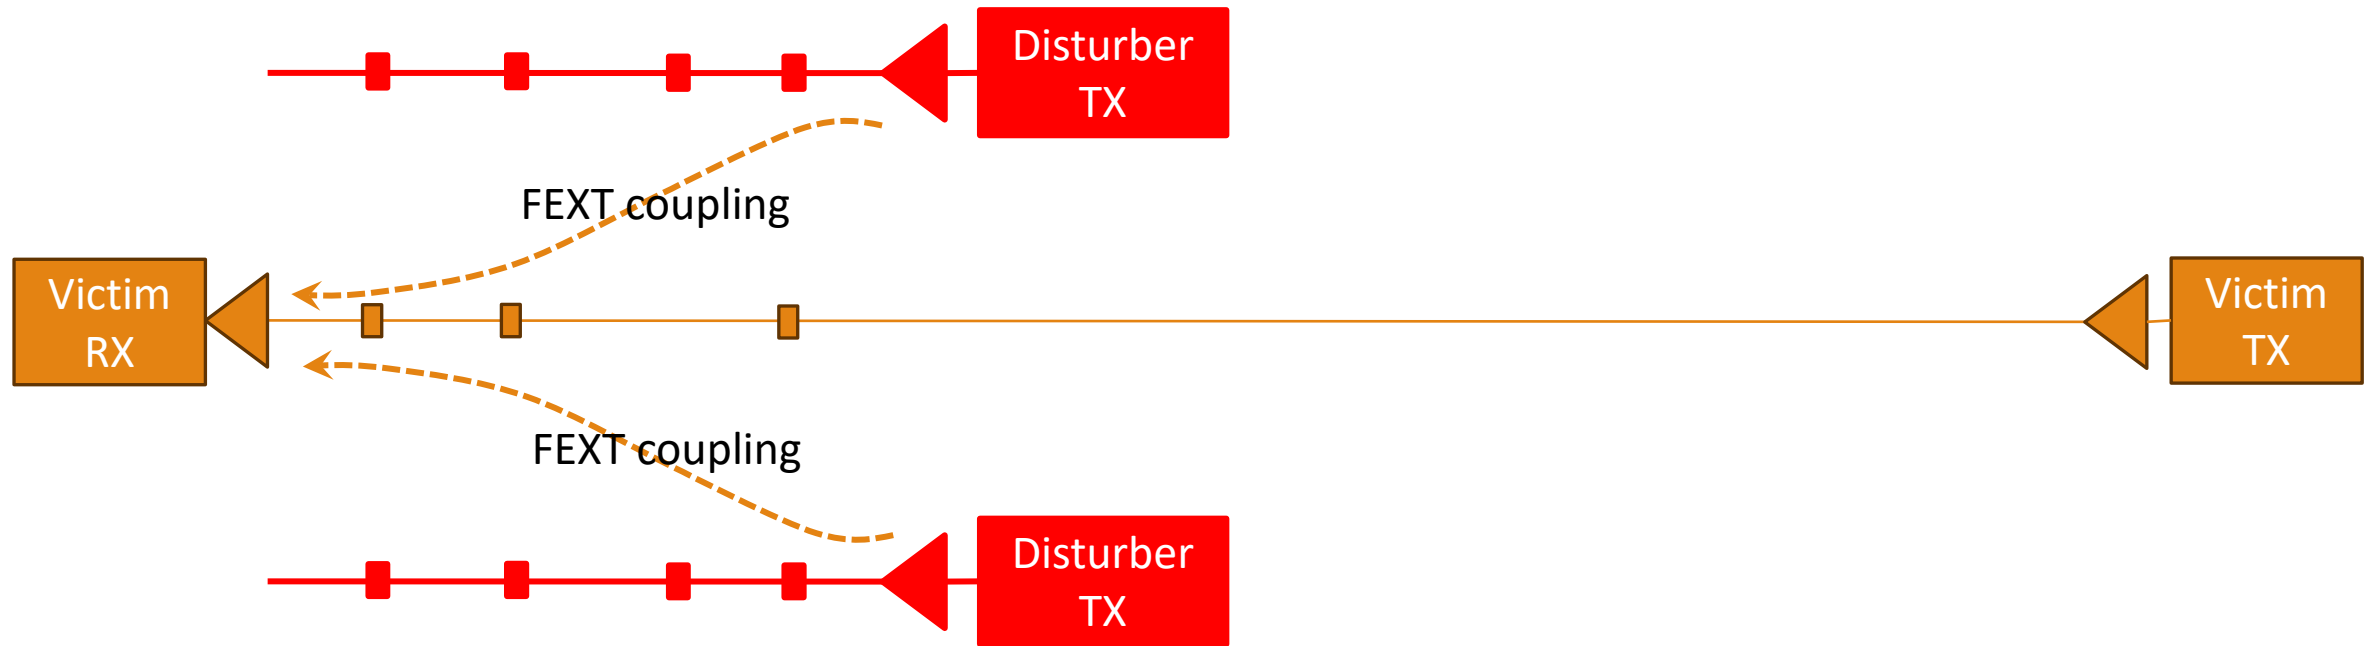 Disturber
TX
FEXT coupling
Victim
RX
Victim
TX
FEXT coupling
Disturber
TX